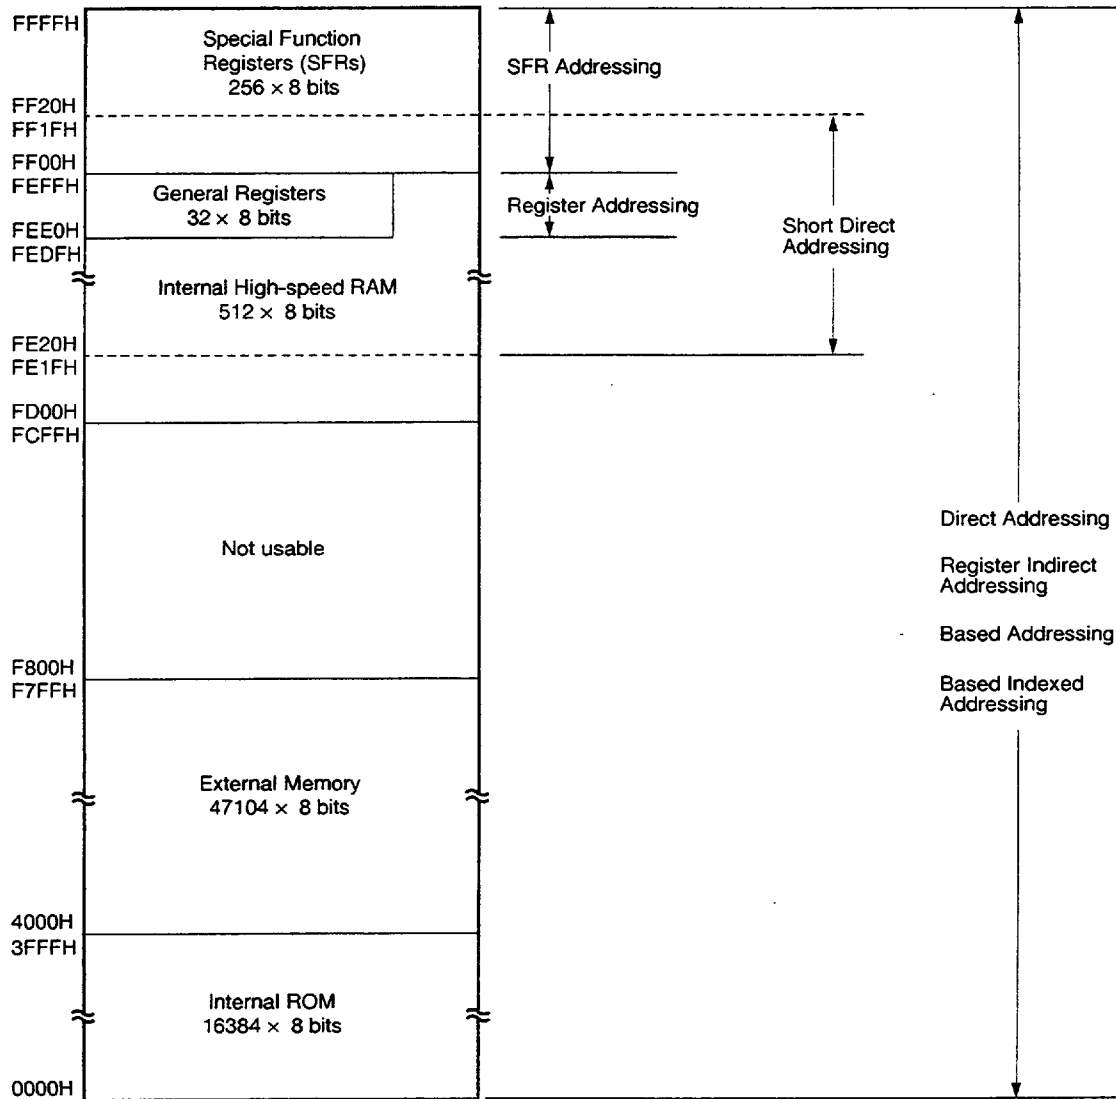 FFFFH
Special Function
Registers (SFRs)
256 × 8 bits
SFR Addressing
FF20H
FF1FH
FF00H
FEFFH
General Registers
32 × 8 bits
Register Addressing
Short Direct
Addressing
FEE0H
FEDFH
Internal High-speed RAM
512 × 8 bits
FE20H
FE1FH
FD00H
FCFFH
Not usable
Direct Addressing
Register Indirect
Addressing
Based Addressing
Based Indexed
Addressing
F800H
F7FFH
External Memory
47104 × 8 bits
4000H
3FFFH
Internal ROM
16384 × 8 bits
0000H